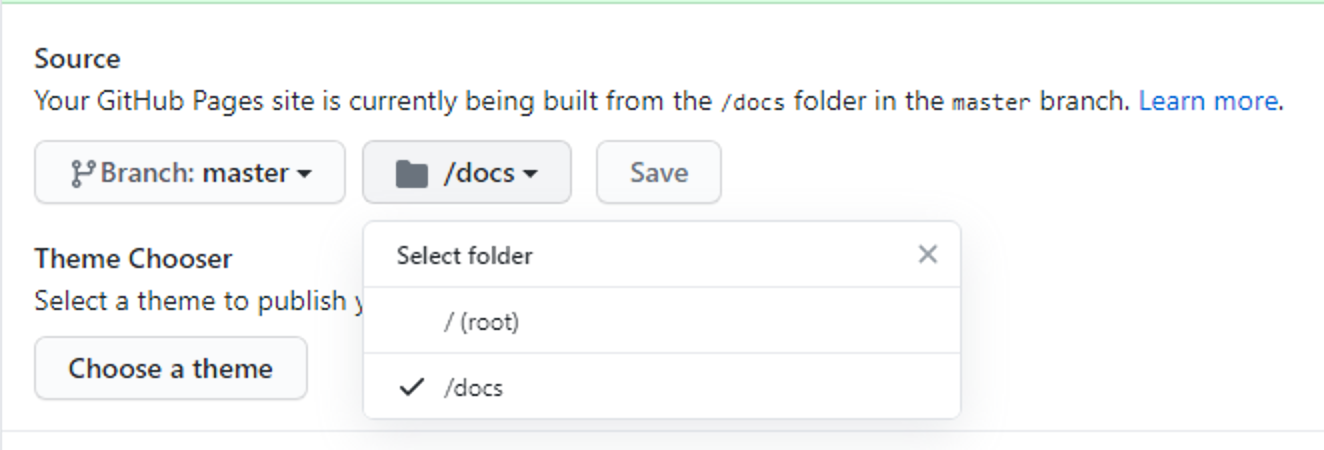 Source
Your GitHub Pages site is currently being built from the /docs folder in the master branch. Learn more.
Branch: master /docs Save
Select folder
Theme Chooser
Select a theme to publish
/ (root)
Choose a theme
/docs